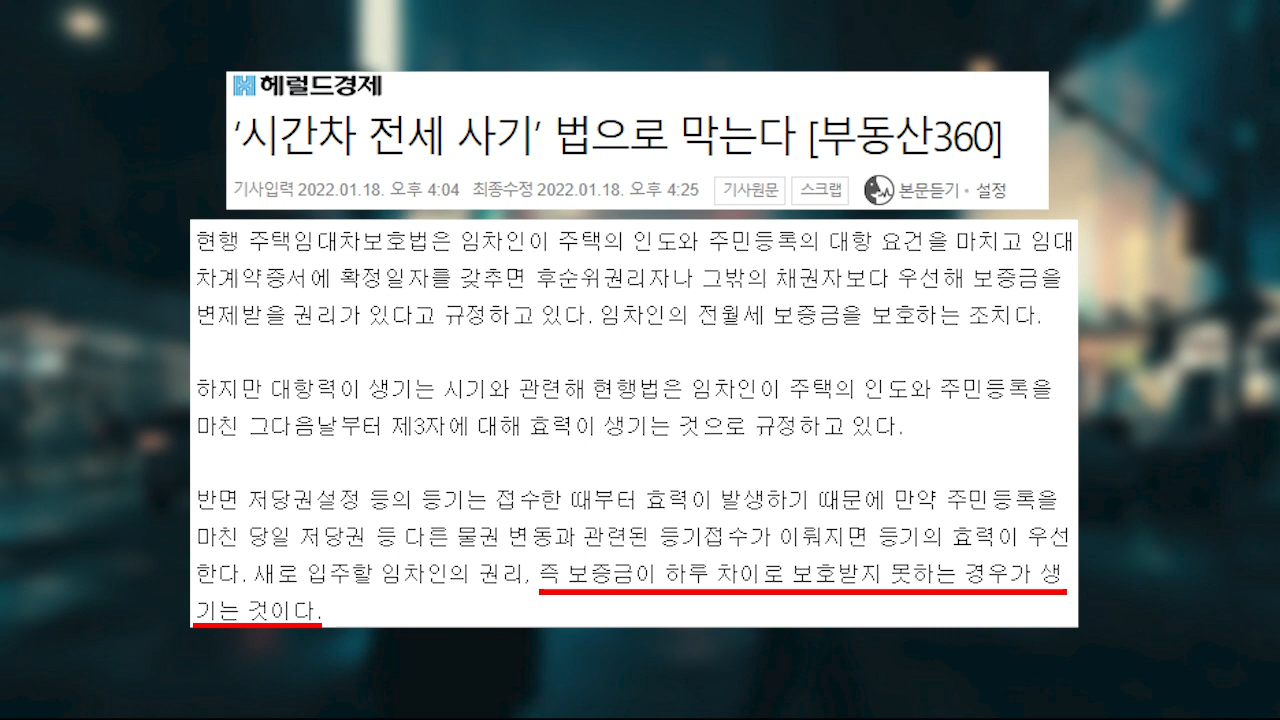 헤럴드경제
‘시간차 전세 사기’ 법으로 막는다 [부동산360]
기사입력 2022.01.18. 오후 4:04 최종수정 2022.01.18. 오후 4:25 기사원문 스크랩 본문듣기 • 설정
현행 주택임대차보호법은 임차인이 주택의 인도와 주민등록의 대항 요건을 마치고 임대
차계약증서에 확정일자를 갖추면 후순위권리자나 그밖의 채권자보다 우선해 보증금을
변제받을 권리가 있다고 규정하고 있다. 임차인의 전월세 보증금을 보호하는 조치다.
하지만 대항력이 생기는 시기와 관련해 현행법은 임차인이 주택의 인도와 주민등록을
마친 그다음날부터 제3자에 대해 효력이 생기는 것으로 규정하고 있다.
반면 저당권설정 등의 등기는 접수한 때부터 효력이 발생하기 때문에 만약 주민등록을
마친 당일 저당권 등 다른 물권 변동과 관련된 등기접수가 이뤄지면 등기의 효력이 우선
한다. 새로 입주할 임차인의 권리, 즉 보증금이 하루 차이로 보호받지 못하는 경우가 생
기는 것이다.